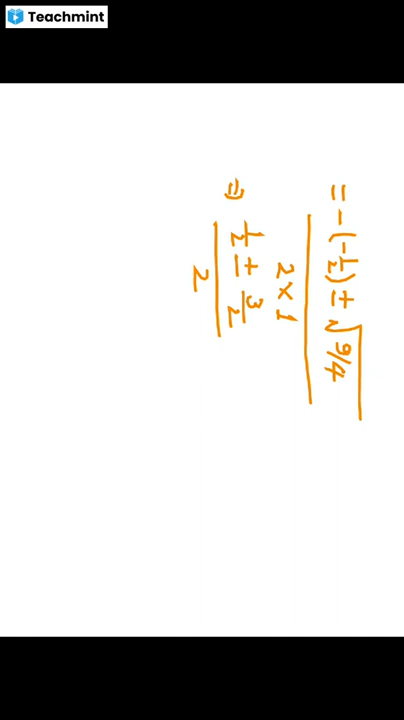 Teachmint
= -(-1/2) ± √9/4
2 × 1
⇒ 1/2 ± 3/2
2